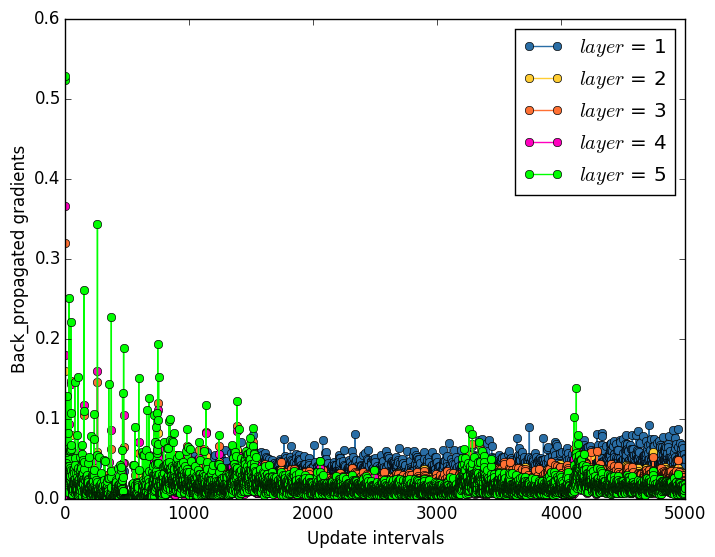 0.6
0.5
0.4
0.3
0.2
0.1
0.0
Back_propagated gradients
layer = 1
layer = 2
layer = 3
layer = 4
layer = 5
0 1000 2000 3000 4000 5000
Update intervals